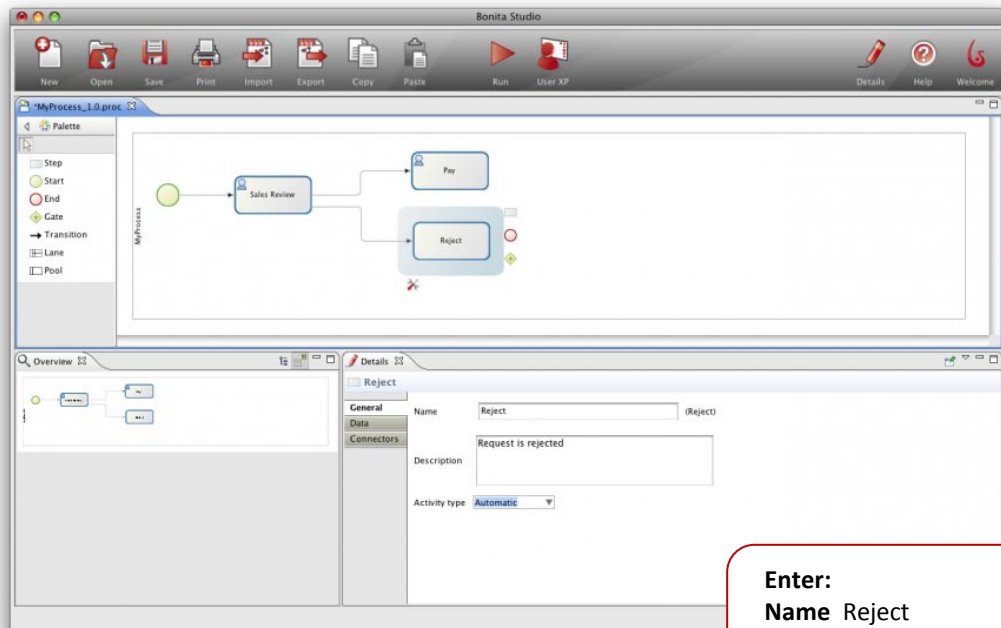 Bonita Studio
New Open Save Print Import Export Copy Paste Run User XP Details Help Welcome
*MyProcess_1.0.proc
Palette
Step
Start
End
Gate
Transition
Lane
Pool
MyProcess
Sales Review
Pay
Reject
Overview
Details
Reject
General
Data
Connectors
Name Reject (Reject)
Description Request is rejected
Activity type Automatic
Enter:
Name Reject